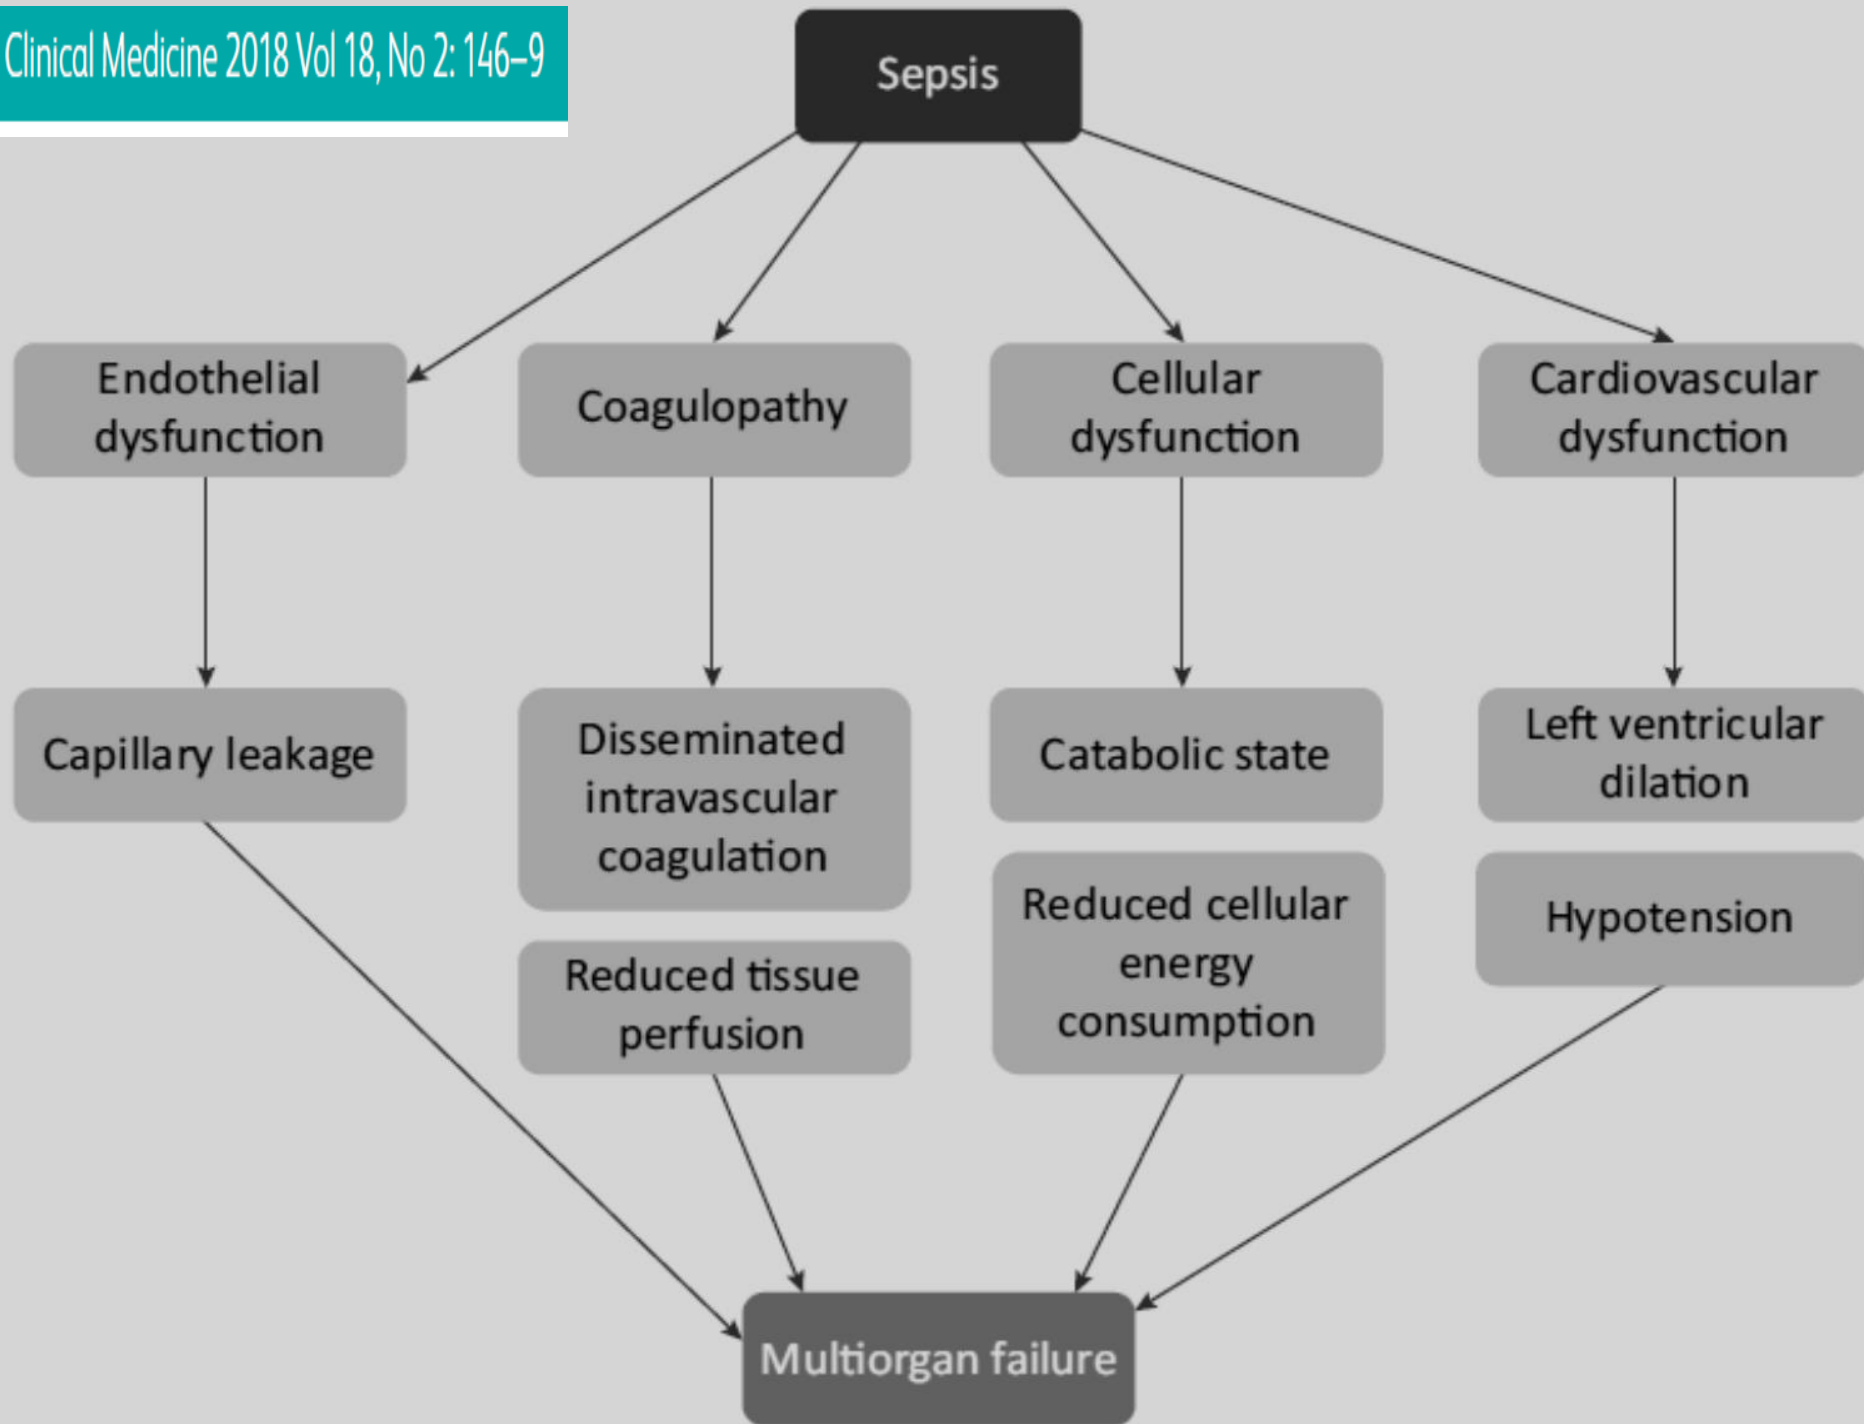 Clinical Medicine 2018 Vol 18, No 2: 146–9
Sepsis
Endothelial
dysfunction
Coagulopathy
Cellular
dysfunction
Cardiovascular
dysfunction
Capillary leakage
Disseminated
intravascular
coagulation
Catabolic state
Left ventricular
dilation
Reduced tissue
perfusion
Reduced cellular
energy
consumption
Hypotension
Multiorgan failure